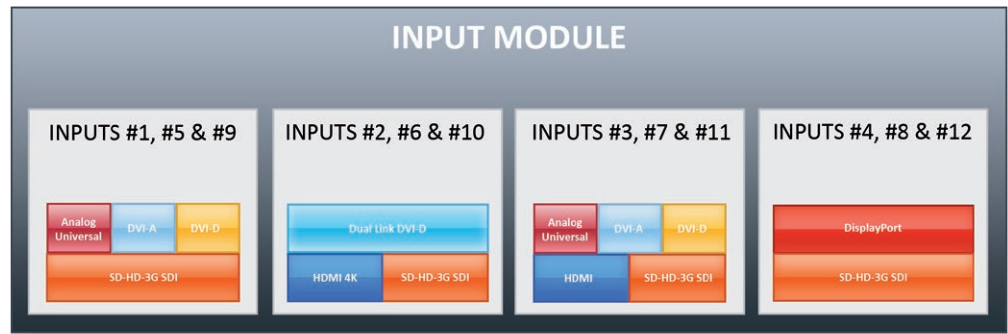 INPUT MODULE
INPUTS #1, #5 & #9
Analog
Universal
DVI-A
DVI-D
SD-HD-3G SDI
INPUTS #2, #6 & #10
Dual Link DVI-D
HDMI 4K
SD-HD-3G SDI
INPUTS #3, #7 & #11
Analog
Universal
DVI-A
DVI-D
HDMI
SD-HD-3G SDI
INPUTS #4, #8 & #12
DisplayPort
SD-HD-3G SDI